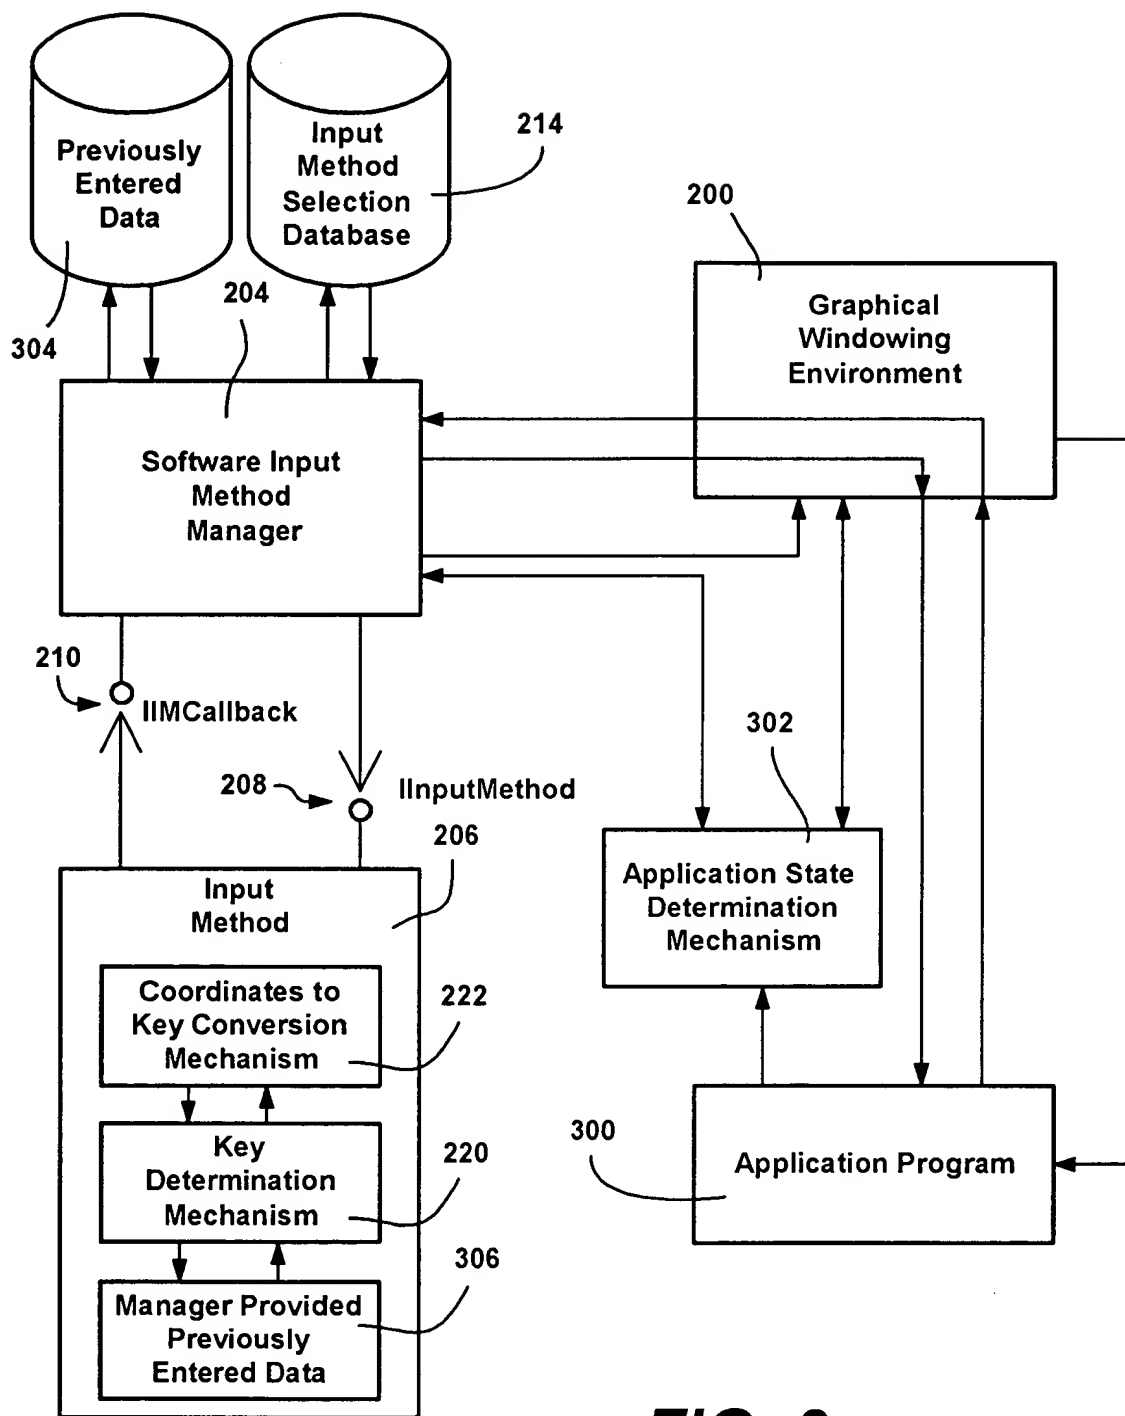 Previously
Entered
Data
304
Input
Method
Selection
Database
214
204
200
Graphical
Windowing
Environment
Software Input
Method
Manager
210
IIMCallback
208
IInputMethod
302
Application State
Determination
Mechanism
206
Input
Method
Coordinates to
Key Conversion
Mechanism
222
Key
Determination
Mechanism
220
300
Application Program
Manager Provided
Previously
Entered Data
306